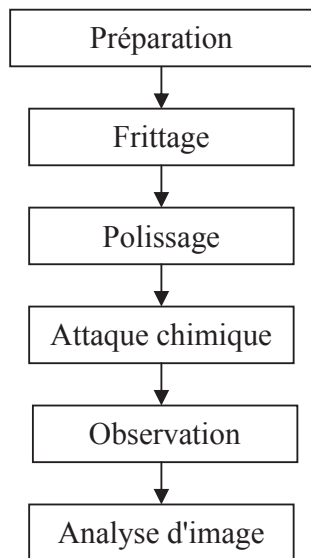 Préparation
Frittage
Polissage
Attaque chimique
Observation
Analyse d'image